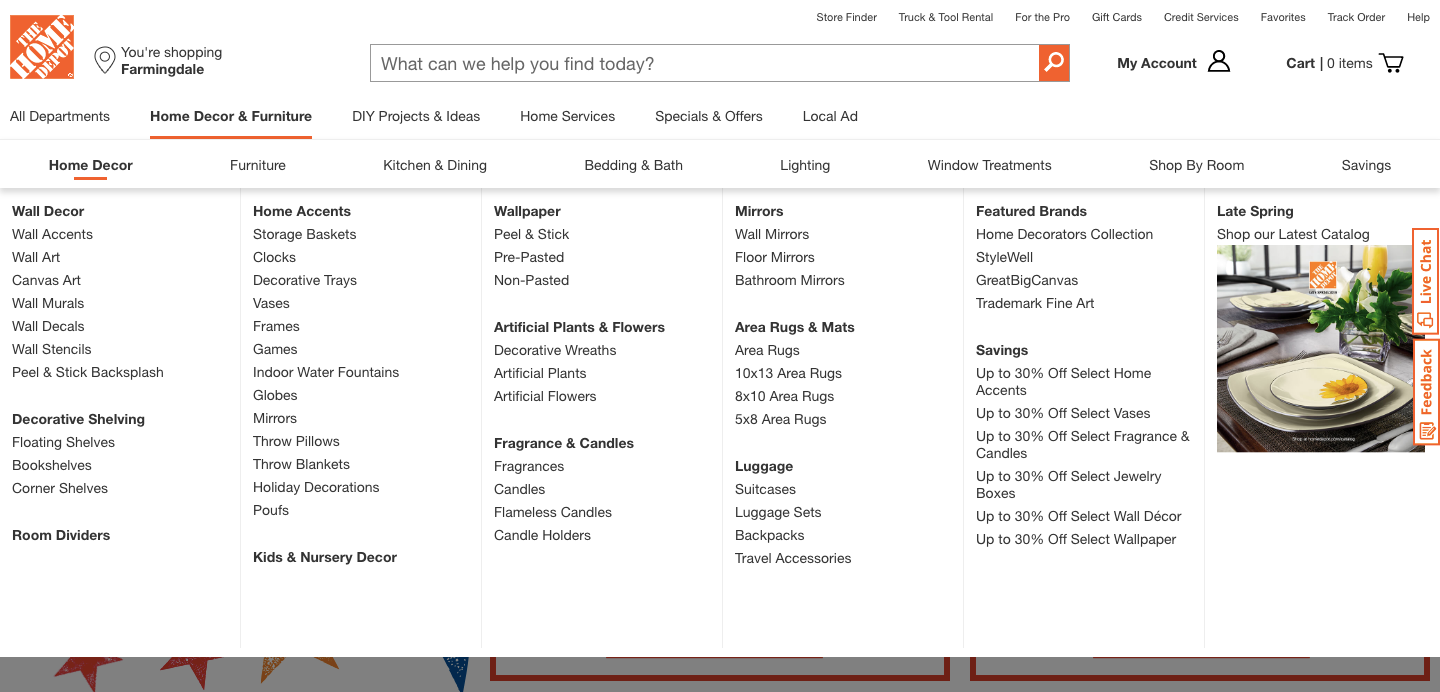 Store Finder
Truck & Tool Rental
For the Pro
Gift Cards
Credit Services
Favorites
Track Order
Help
THE HOME DEPOT
You're shopping
Farmingdale
What can we help you find today?
My Account
Cart | 0 items
All Departments
Home Decor & Furniture
DIY Projects & Ideas
Home Services
Specials & Offers
Local Ad
Home Decor
Furniture
Kitchen & Dining
Bedding & Bath
Lighting
Window Treatments
Shop By Room
Savings
Wall Decor
Wall Accents
Wall Art
Canvas Art
Wall Murals
Wall Decals
Wall Stencils
Peel & Stick Backsplash
Decorative Shelving
Floating Shelves
Bookshelves
Corner Shelves
Room Dividers
Home Accents
Storage Baskets
Clocks
Decorative Trays
Vases
Frames
Games
Indoor Water Fountains
Globes
Mirrors
Throw Pillows
Throw Blankets
Holiday Decorations
Poufs
Kids & Nursery Decor
Wallpaper
Peel & Stick
Pre-Pasted
Non-Pasted
Artificial Plants & Flowers
Decorative Wreaths
Artificial Plants
Artificial Flowers
Fragrance & Candles
Fragrances
Candles
Flameless Candles
Candle Holders
Mirrors
Wall Mirrors
Floor Mirrors
Bathroom Mirrors
Area Rugs & Mats
Area Rugs
10x13 Area Rugs
8x10 Area Rugs
5x8 Area Rugs
Luggage
Suitcases
Luggage Sets
Backpacks
Travel Accessories
Featured Brands
Home Decorators Collection
StyleWell
GreatBigCanvas
Trademark Fine Art
Savings
Up to 30% Off Select Home
Accents
Up to 30% Off Select Vases
Up to 30% Off Select Fragrance &
Candles
Up to 30% Off Select Jewelry
Boxes
Up to 30% Off Select Wall Décor
Up to 30% Off Select Wallpaper
Late Spring
Shop our Latest Catalog
THE HOME DEPOT
Live Chat
Feedback